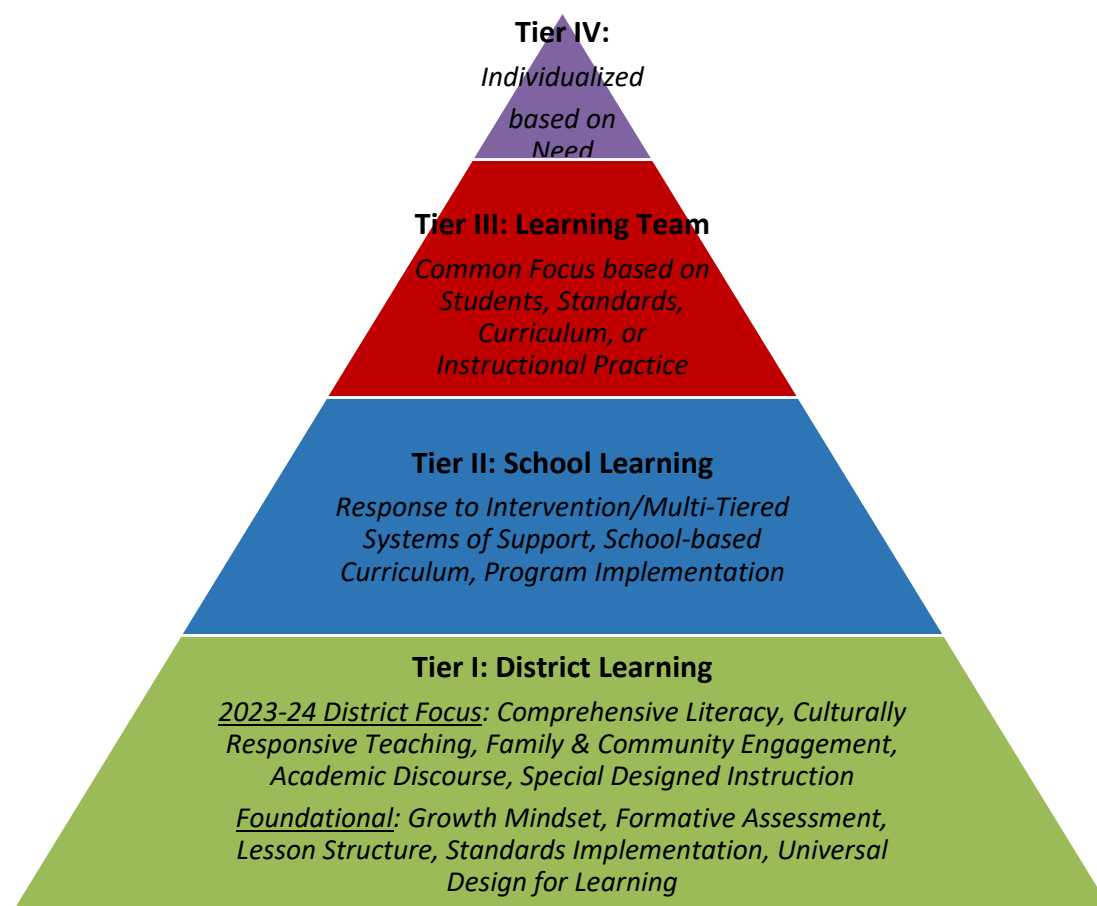 Tier IV:
Individualized
based on
Need
Tier III: Learning Team
Common Focus based on
Students, Standards,
Curriculum, or
Instructional Practice
Tier II: School Learning
Response to Intervention/Multi-Tiered
Systems of Support, School-based
Curriculum, Program Implementation
Tier I: District Learning
2023-24 District Focus: Comprehensive Literacy, Culturally
Responsive Teaching, Family & Community Engagement,
Academic Discourse, Special Designed Instruction
Foundational: Growth Mindset, Formative Assessment,
Lesson Structure, Standards Implementation, Universal
Design for Learning